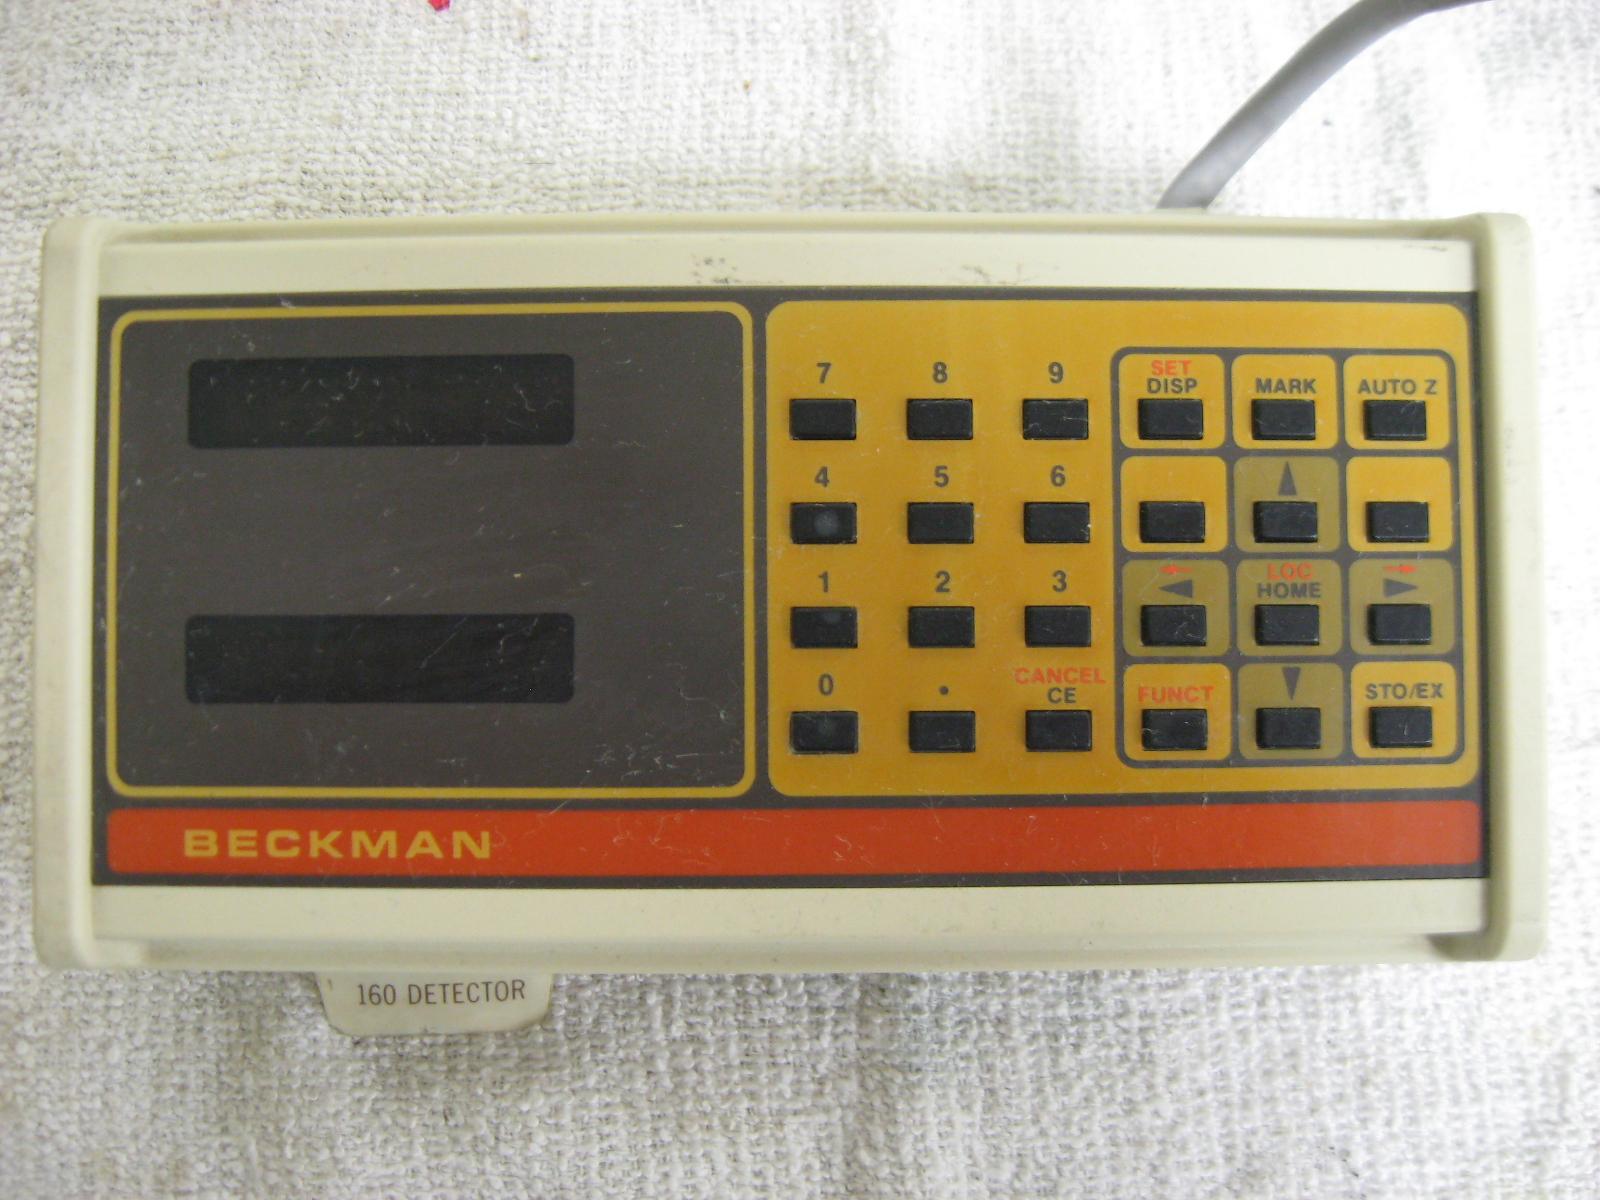 7 8 9
SET
DISP
MARK
AUTO Z
4 5 6
1 2 3
LOC
HOME
0 .
CANCEL
CE
FUNCT
STO/EX
BECKMAN
160 DETECTOR